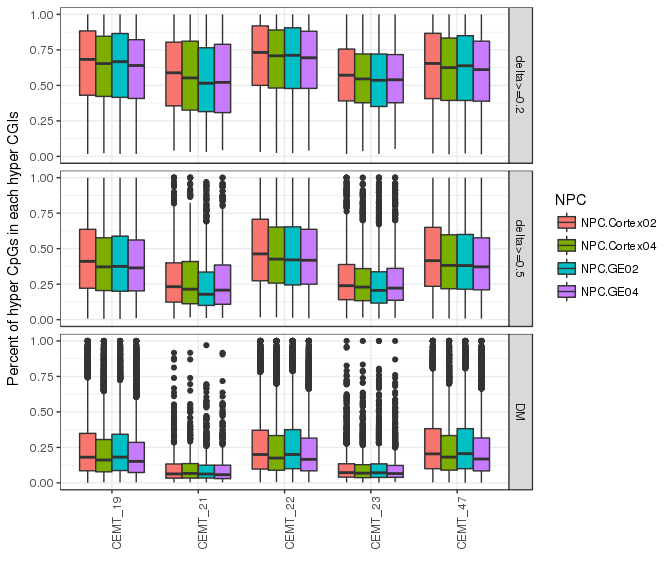 Percent of hyper CpGs in each hyper CGIs
1.00
0.75
0.50
0.25
0.00
delta>=0.2
1.00
0.75
0.50
0.25
0.00
delta>=0.5
1.00
0.75
0.50
0.25
0.00
DM
CEMT_19
CEMT_21
CEMT_22
CEMT_23
CEMT_47
NPC
NPC.Cortex02
NPC.Cortex04
NPC.GE02
NPC.GE04